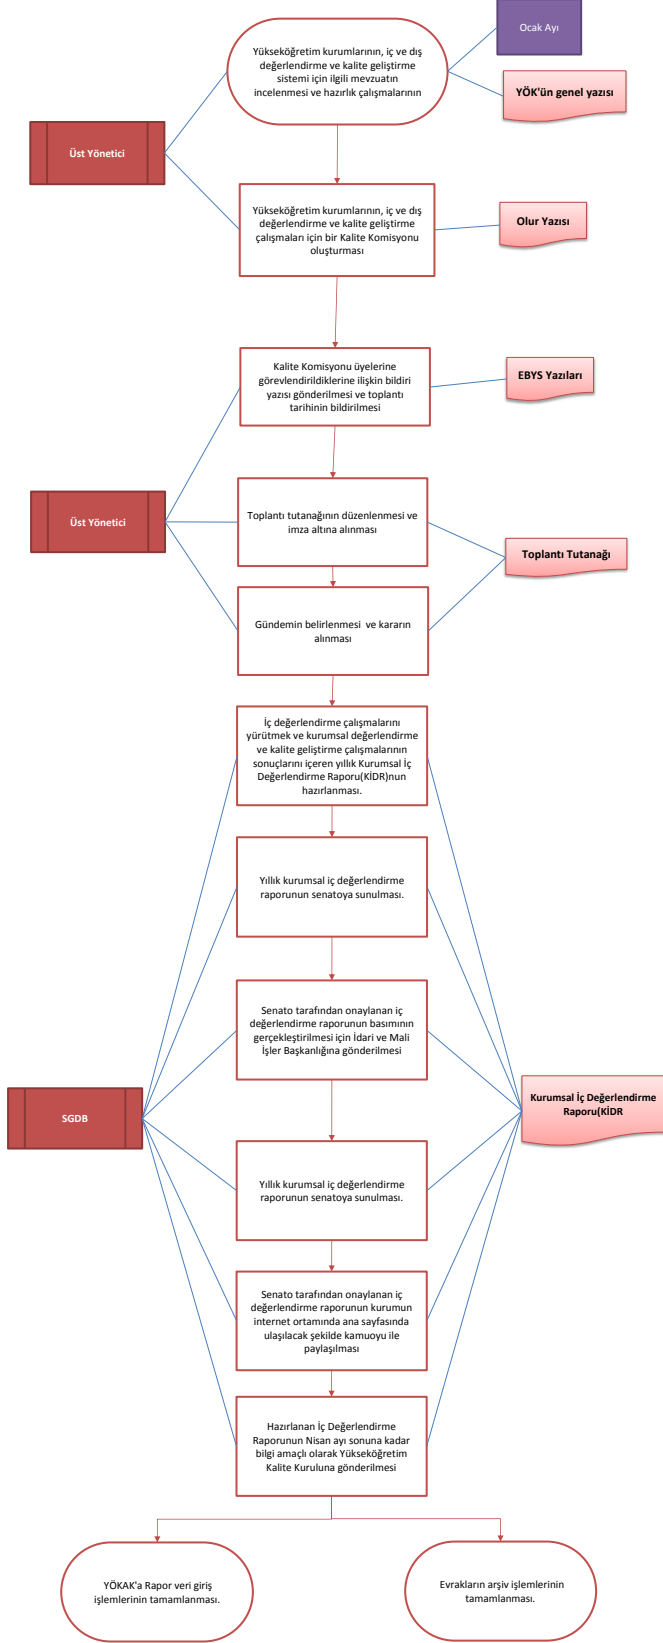 Ocak Ayı
Yükseköğretim kurumlarının, iç ve dış
değerlendirme ve kalite geliştirme
sistemi için ilgili mevzuatın
incelenmesi ve hazırlık çalışmalarının
YÖK'ün genel yazısı
Üst Yönetici
Yükseköğretim kurumlarının, iç ve dış
değerlendirme ve kalite geliştirme
çalışmaları için bir Kalite Komisyonu
oluşturması
Olur Yazısı
Kalite Komisyonu üyelerine
görevlendirildiklerine ilişkin bildiri
yazısı gönderilmesi ve toplantı
tarihinin bildirilmesi
EBYS Yazıları
Üst Yönetici
Toplantı tutanağının düzenlenmesi ve
imza altına alınması
Toplantı Tutanağı
Gündemin belirlenmesi ve kararın
alınması
İç değerlendirme çalışmalarını
yürütmek ve kurumsal değerlendirme
ve kalite geliştirme çalışmalarının
sonuçlarını içeren yıllık Kurumsal İç
Değerlendirme Raporu(KİDR)nun
hazırlanması.
Yıllık kurumsal iç değerlendirme
raporunun senatoya sunulması.
Senato tarafından onaylanan iç
değerlendirme raporunun basımının
gerçekleştirilmesi için İdari ve Mali
İşler Başkanlığına gönderilmesi
SGDB
Kurumsal İç Değerlendirme
Raporu(KİDR
Yıllık kurumsal iç değerlendirme
raporunun senatoya sunulması.
Senato tarafından onaylanan iç
değerlendirme raporunun kurumun
internet ortamında ana sayfasında
ulaşılacak şekilde kamuoyu ile
paylaşılması
Hazırlanan İç Değerlendirme
Raporunun Nisan ayı sonuna kadar
bilgi amaçlı olarak Yükseköğretim
Kalite Kuruluna gönderilmesi
YÖKAK'a Rapor veri giriş
işlemlerinin tamamlanması.
Evrakların arşiv işlemlerinin
tamamlanması.